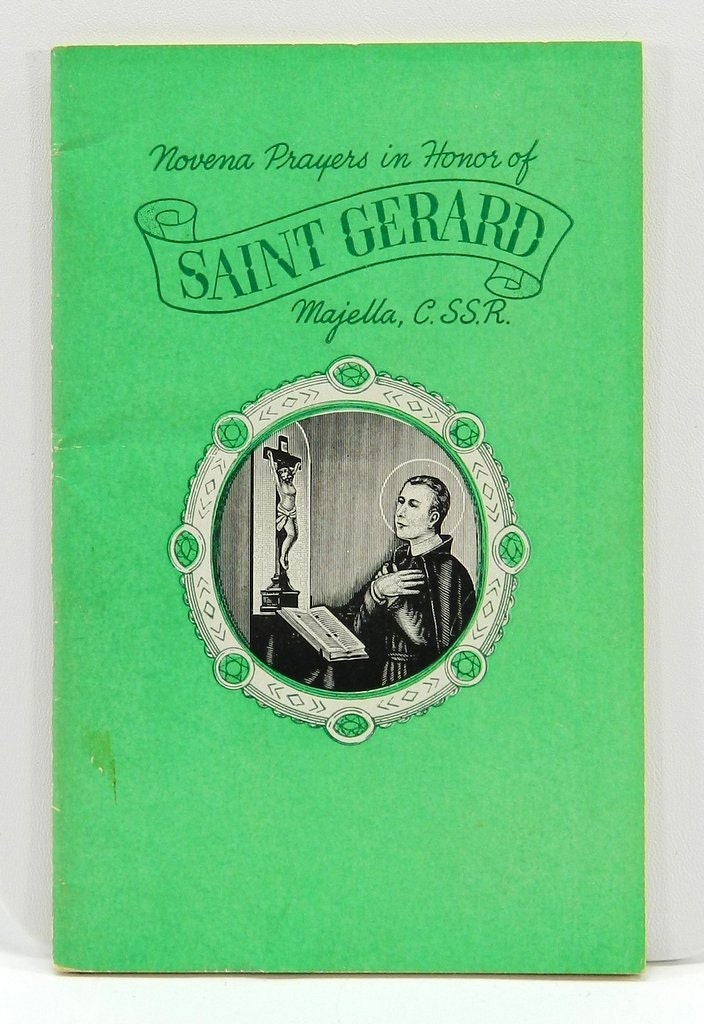 Novena Prayers in Honor of
SAINT GERARD
Majella, C.SS.R.